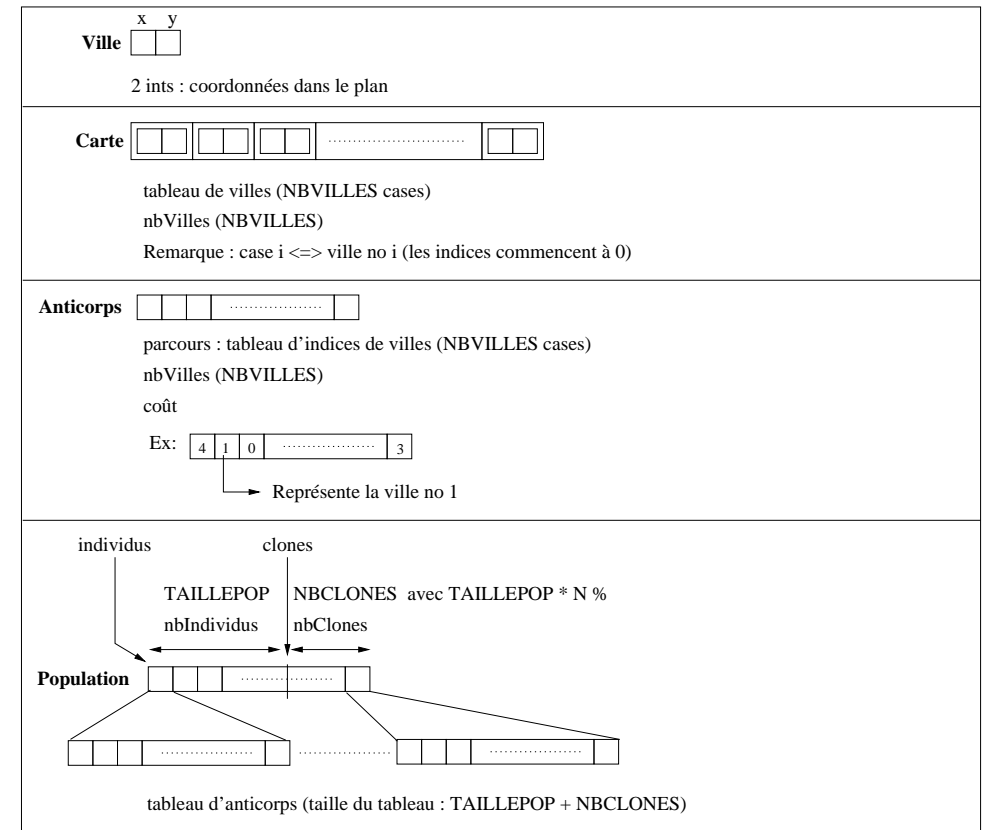 x y
Ville
2 ints : coordonnées dans le plan
Carte
tableau de villes (NBVILLES cases)
nbVilles (NBVILLES)
Remarque : case i <=> ville no i (les indices commencent à 0)
Anticorps
parcours : tableau d'indices de villes (NBVILLES cases)
nbVilles (NBVILLES)
coût
Ex: 4 1 0 3
Représente la ville no 1
individus clones
TAILLEPOP NBCLONES avec TAILLEPOP * N %
nbIndividus nbClones
Population
tableau d'anticorps (taille du tableau : TAILLEPOP + NBCLONES)